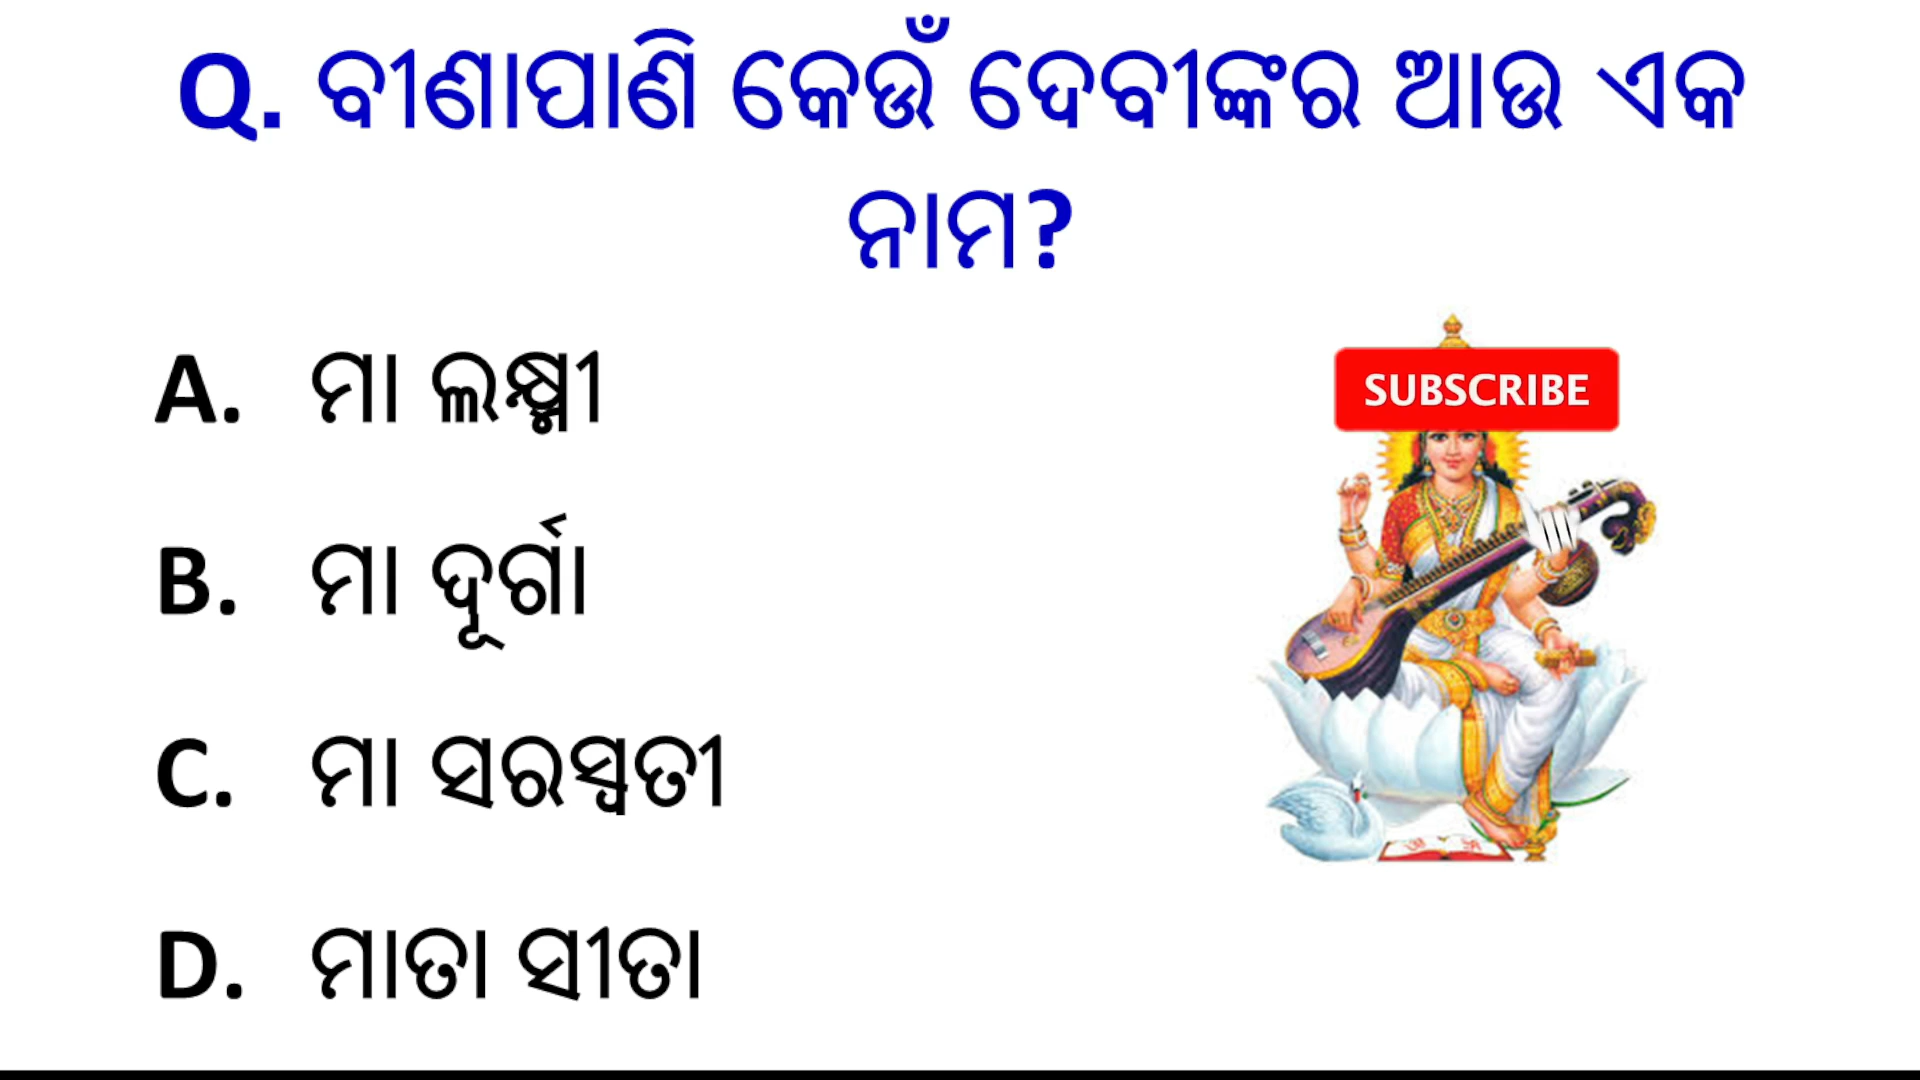 Q. ବୀଣାପାଣି କେଉଁ ଦେବୀଙ୍କର ଆଉ ଏକ
ନାମ?
A. ମା ଲକ୍ଷ୍ମୀ
SUBSCRIBE
B. ମା ଦୂର୍ଗା
C. ମା ସରସ୍ୱତୀ
D. ମାତା ସୀତା